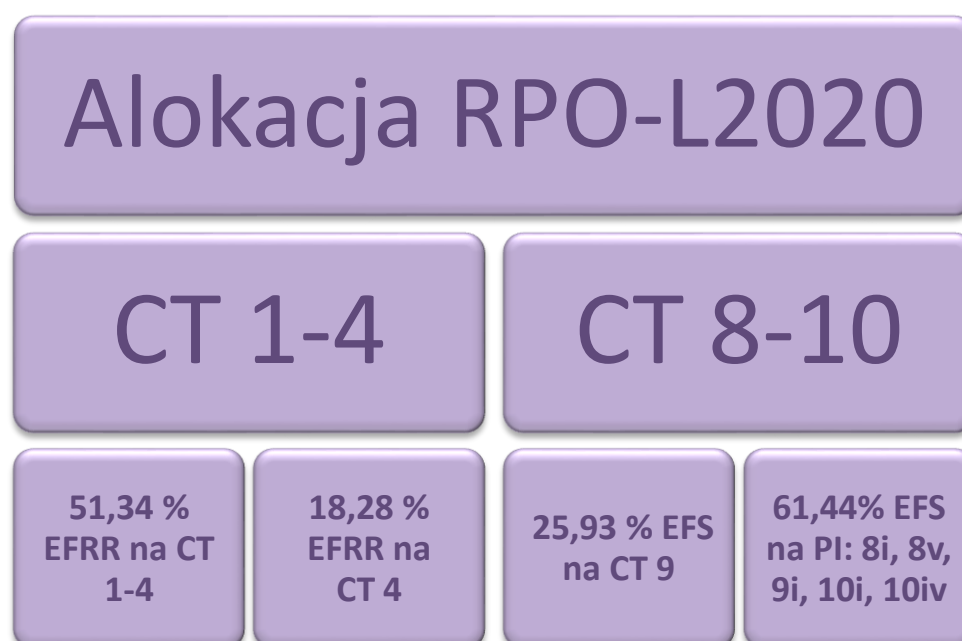 Alokacja RPO-L2020
CT 1-4
CT 8-10
51,34 %
EFRR na CT
1-4
18,28 %
EFRR na
CT 4
25,93 % EFS
na CT 9
61,44% EFS
na PI: 8i, 8v,
9i, 10i, 10iv